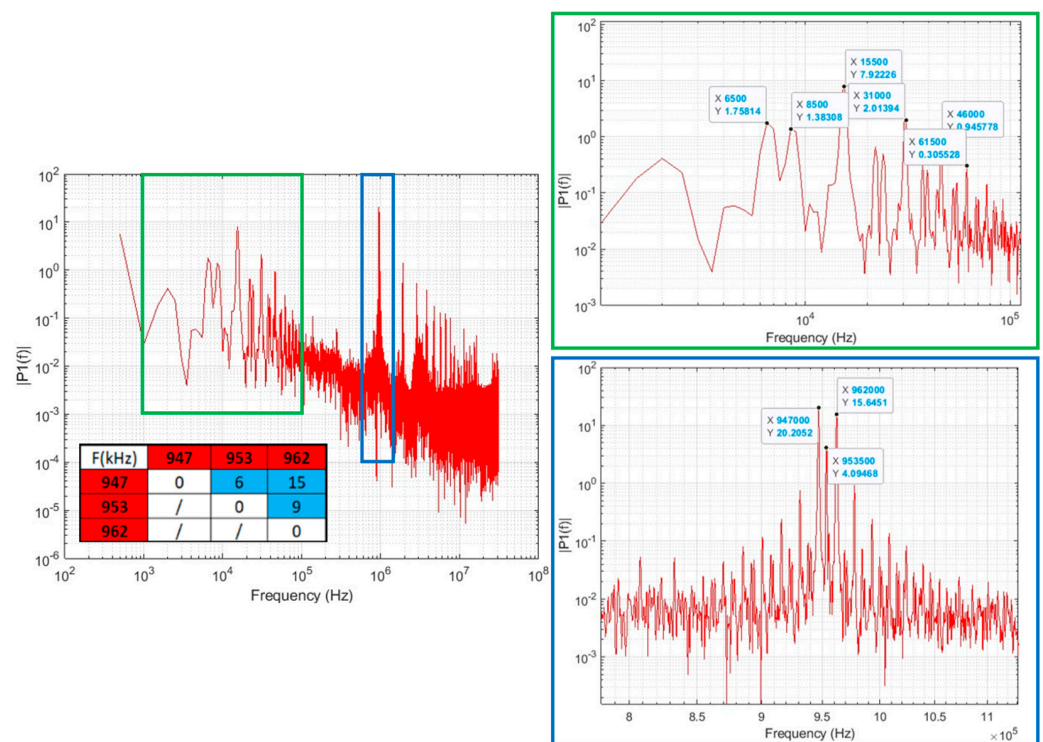 10^2
10^1
10^0
10^-1
10^-2
10^-3
10^-4
10^-5
10^-6
|P1(f)|
F(kHz) 947 953 962
947 0 6 15
953 / 0 9
962 / / 0
10^2 10^3 10^4 10^5 10^6 10^7 10^8
Frequency (Hz)
10^2
10^1
10^0
10^-1
10^-2
10^-3
|P1(f)|
X 6500
Y 1.75814
X 8500
Y 1.38308
X 15500
Y 7.92226
X 31000
Y 2.01394
X 46000
Y 0.945778
X 61500
Y 0.305528
10^4 10^5
Frequency (Hz)
10^1
10^0
10^-1
10^-2
10^-3
|P1(f)|
X 947000
Y 20.2052
X 962000
Y 15.6451
X 953500
Y 4.09468
8 8.5 9 9.5 10 10.5 11
Frequency (Hz)
×10^5